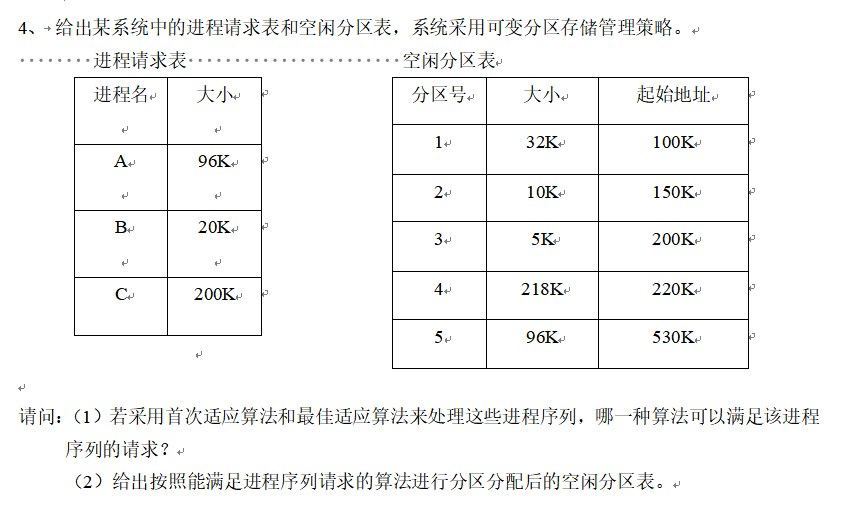 4、给出某系统中的进程请求表和空闲分区表，系统采用可变分区存储管理策略。
进程请求表 空闲分区表
进程名 大小
A 96K
B 20K
C 200K
分区号 大小 起始地址
1 32K 100K
2 10K 150K
3 5K 200K
4 218K 220K
5 96K 530K
请问：（1）若采用首次适应算法和最佳适应算法来处理这些进程序列，哪一种算法可以满足该进程
序列的请求？
（2）给出按照能满足进程序列请求的算法进行分区分配后的空闲分区表。